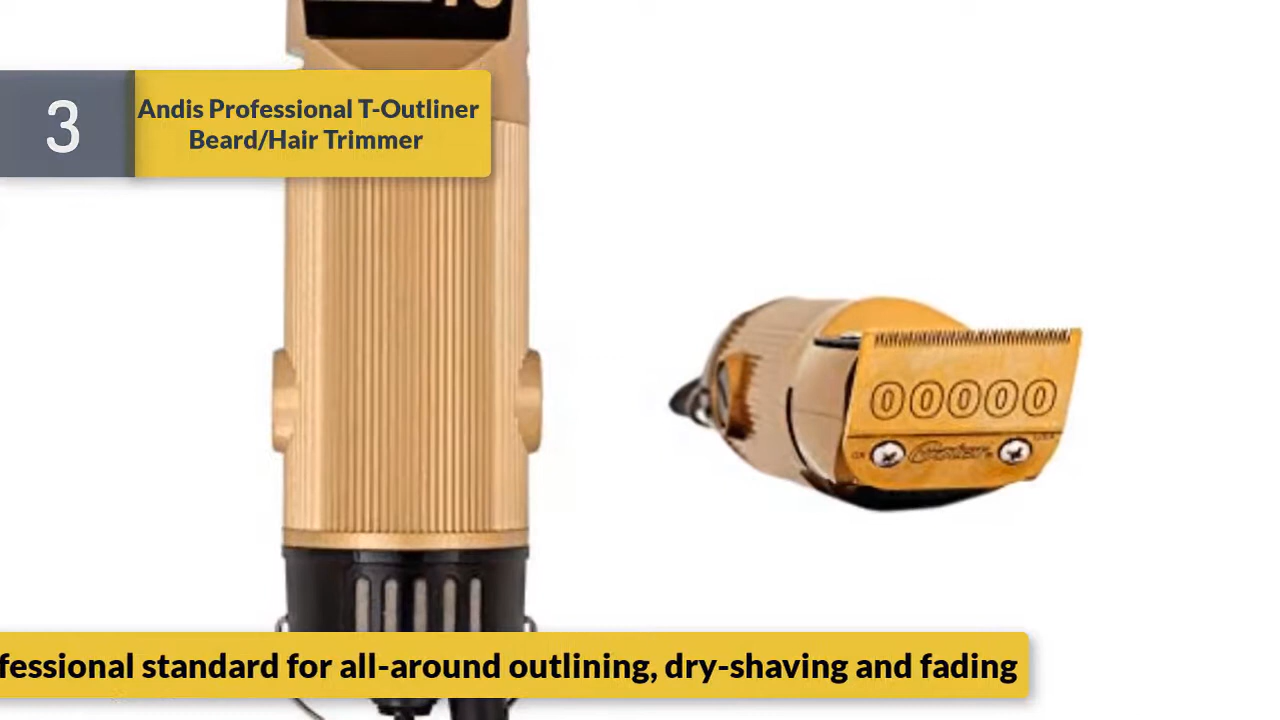 3
Andis Professional T-Outliner
Beard/Hair Trimmer
00000
fessional standard for all-around outlining, dry-shaving and fading